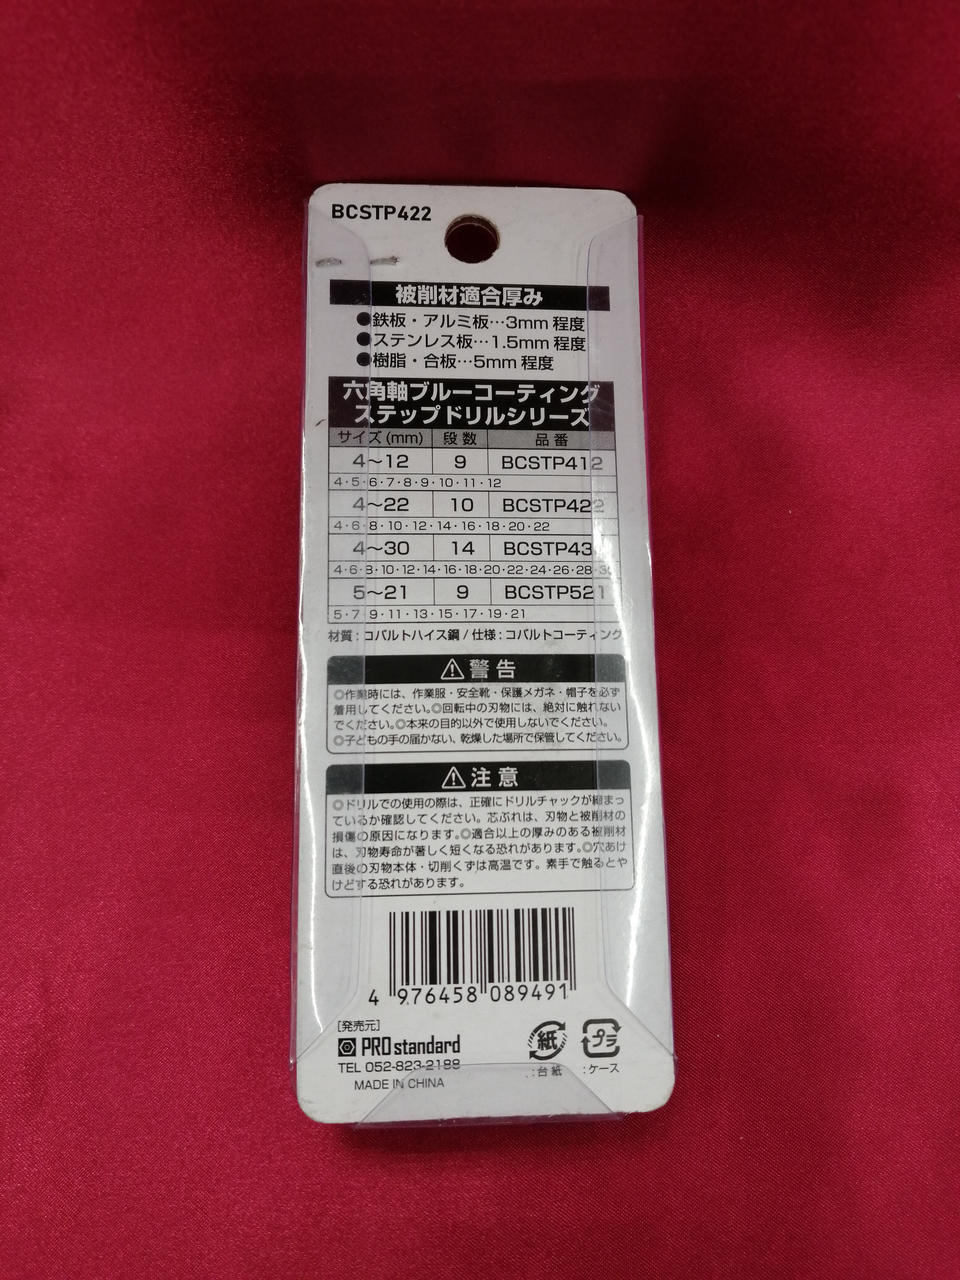 BCSTP422
被削材適合厚み
●鉄板・アルミ板…3mm 程度
●ステンレス板…1.5mm 程度
●樹脂・合板…5mm 程度
六角軸ブルーコーティング
ステップドリルシリーズ
サイズ (mm) 段 数 品 番
4〜12 9 BCSTP412
4・5・6・7・8・9・10・11・12
4〜22 10 BCSTP422
4・6・8・10・12・14・16・18・20・22
4〜30 14 BCSTP43
4・6・8・10・12・14・16・18・20・22・24・26・28・30
5〜21 9 BCSTP521
5・7・9・11・13・15・17・19・21
材質：コバルトハイス鋼 / 仕様：コバルトコーティング
⚠警告
◎作業時には、作業服・安全靴・保護メガネ・帽子を必ず
着用してください。◎回転中の刃物には、絶対に触れない
でください。◎本来の目的以外で使用しないでください。
◎子どもの手の届かない、乾燥した場所で保管してください。
⚠注意
◎ドリルでの使用の際は、正確にドリルチャックが締まっ
ているか確認してください。芯ぶれは、刃物と被削材の
損傷の原因になります。◎適合以上の厚みのある被削材
は、刃物寿命が著しく短くなる恐れがあります。◎穴あけ
直後の刃物本体・切削くずは高温です。素手で触るとや
けどする恐れがあります。
4 976458 089491
[発売元]
PRO standard
TEL 052-823-2188
MADE IN CHINA
紙 プラ
:台紙 :ケース